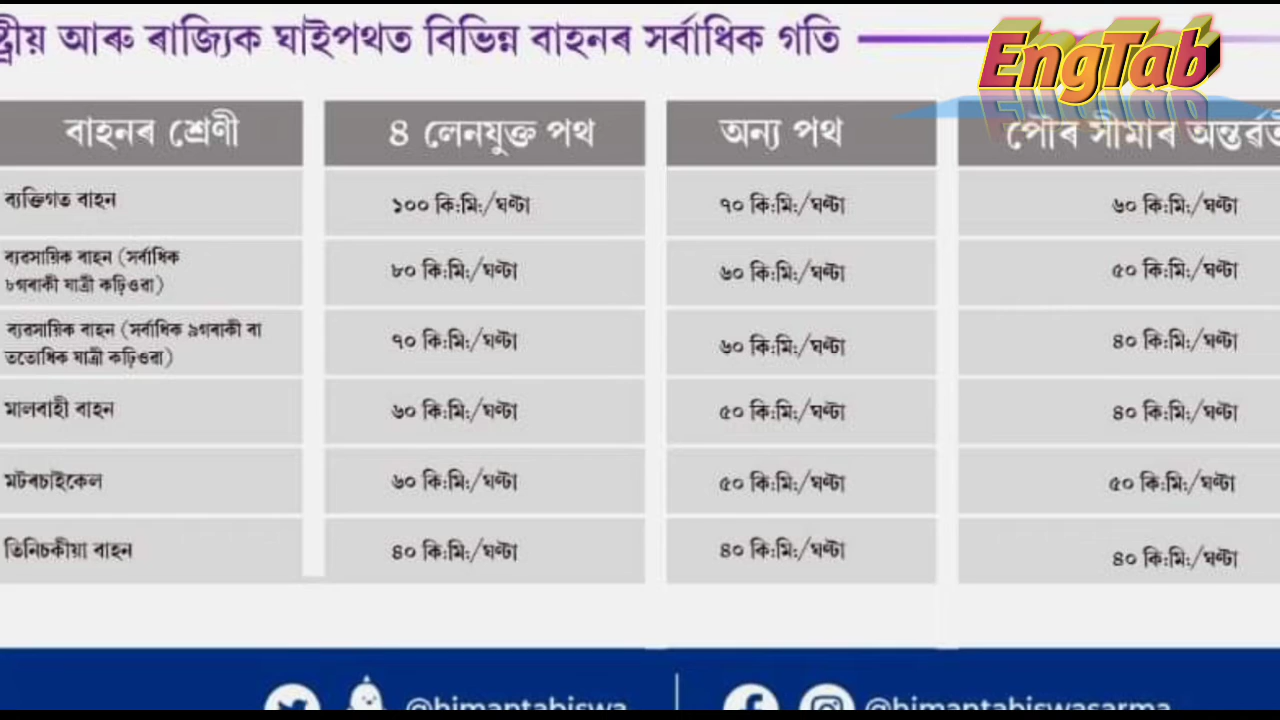 আৰু ৰাজ্যিক ঘাইপথত বিভিন্ন বাহনৰ সৰ্বাধিক গতি
EngTab
বাহনৰ শ্ৰেণী ৪ লেনযুক্ত পথ অন্য পথ পৌৰ সীমাৰ
ব্যক্তিগত বাহন ১০০ কি:মি:/ঘণ্টা ৭০ কি:মি:/ঘণ্টা ৬০ কি:মি:/ঘণ্টা
ব্যৱসায়িক বাহন (সৰ্বাধিক
৮গৰাকী যাত্ৰী কঢ়িওৱা) ৮০ কি:মি:/ঘণ্টা ৬০ কি:মি:/ঘণ্টা ৫০ কি:মি:/ঘণ্টা
ব্যৱসায়িক বাহন (সৰ্বাধিক ৯গৰাকী বা
ততোধিক যাত্ৰী কঢ়িওৱা) ৭০ কি:মি:/ঘণ্টা ৬০ কি:মি:/ঘণ্টা ৪০ কি:মি:/ঘণ্টা
মালবাহী বাহন ৬০ কি:মি:/ঘণ্টা ৫০ কি:মি:/ঘণ্টা ৪০ কি:মি:/ঘণ্টা
মটৰচাইকেল ৬০ কি:মি:/ঘণ্টা ৫০ কি:মি:/ঘণ্টা ৫০ কি:মি:/ঘণ্টা
তিনিচকীয়া বাহন ৪০ কি:মি:/ঘণ্টা ৪০ কি:মি:/ঘণ্টা ৪০ কি:মি:/ঘণ্টা
@himantabiswa @himantabiswasarma